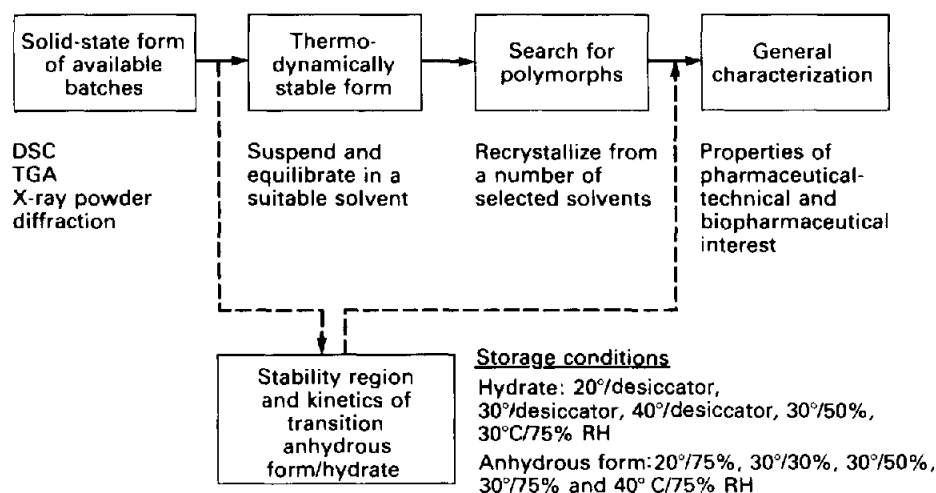 Solid-state form
of available
batches
Thermo-
dynamically
stable form
Search for
polymorphs
General
characterization
DSC
TGA
X-ray powder
diffraction
Suspend and
equilibrate in a
suitable solvent
Recrystallize from
a number of
selected solvents
Properties of
pharmaceutical-
technical and
biopharmaceutical
interest
Stability region
and kinetics of
transition
anhydrous
form/hydrate
Storage conditions
Hydrate: 20°/desiccator,
30°/desiccator, 40°/desiccator, 30°/50%,
30°C/75% RH
Anhydrous form: 20°/75%, 30°/30%, 30°/50%,
30°/75% and 40° C/75% RH